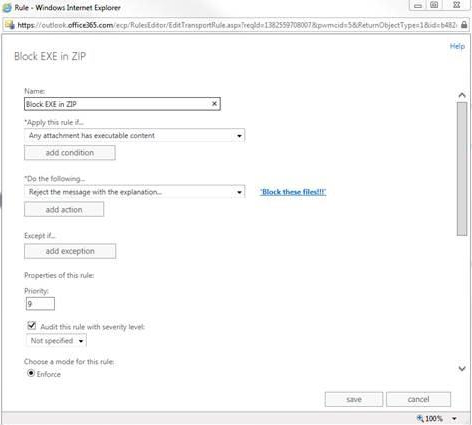 Rule - Windows Internet Explorer
https://outlook.office365.com/ecp/RulesEditor/EditTransportRule.aspx?reqId=1382559708007&pwmcid=5&ReturnObjectType=1&id=b482
Help
Block EXE in ZIP
Name:
Block EXE in ZIP
*Apply this rule if...
Any attachment has executable content
add condition
*Do the following...
Reject the message with the explanation... 'Block these files!!!'
add action
Except if...
add exception
Properties of this rule:
Priority:
9
Audit this rule with severity level:
Not specified
Choose a mode for this rule:
Enforce
save cancel
100%